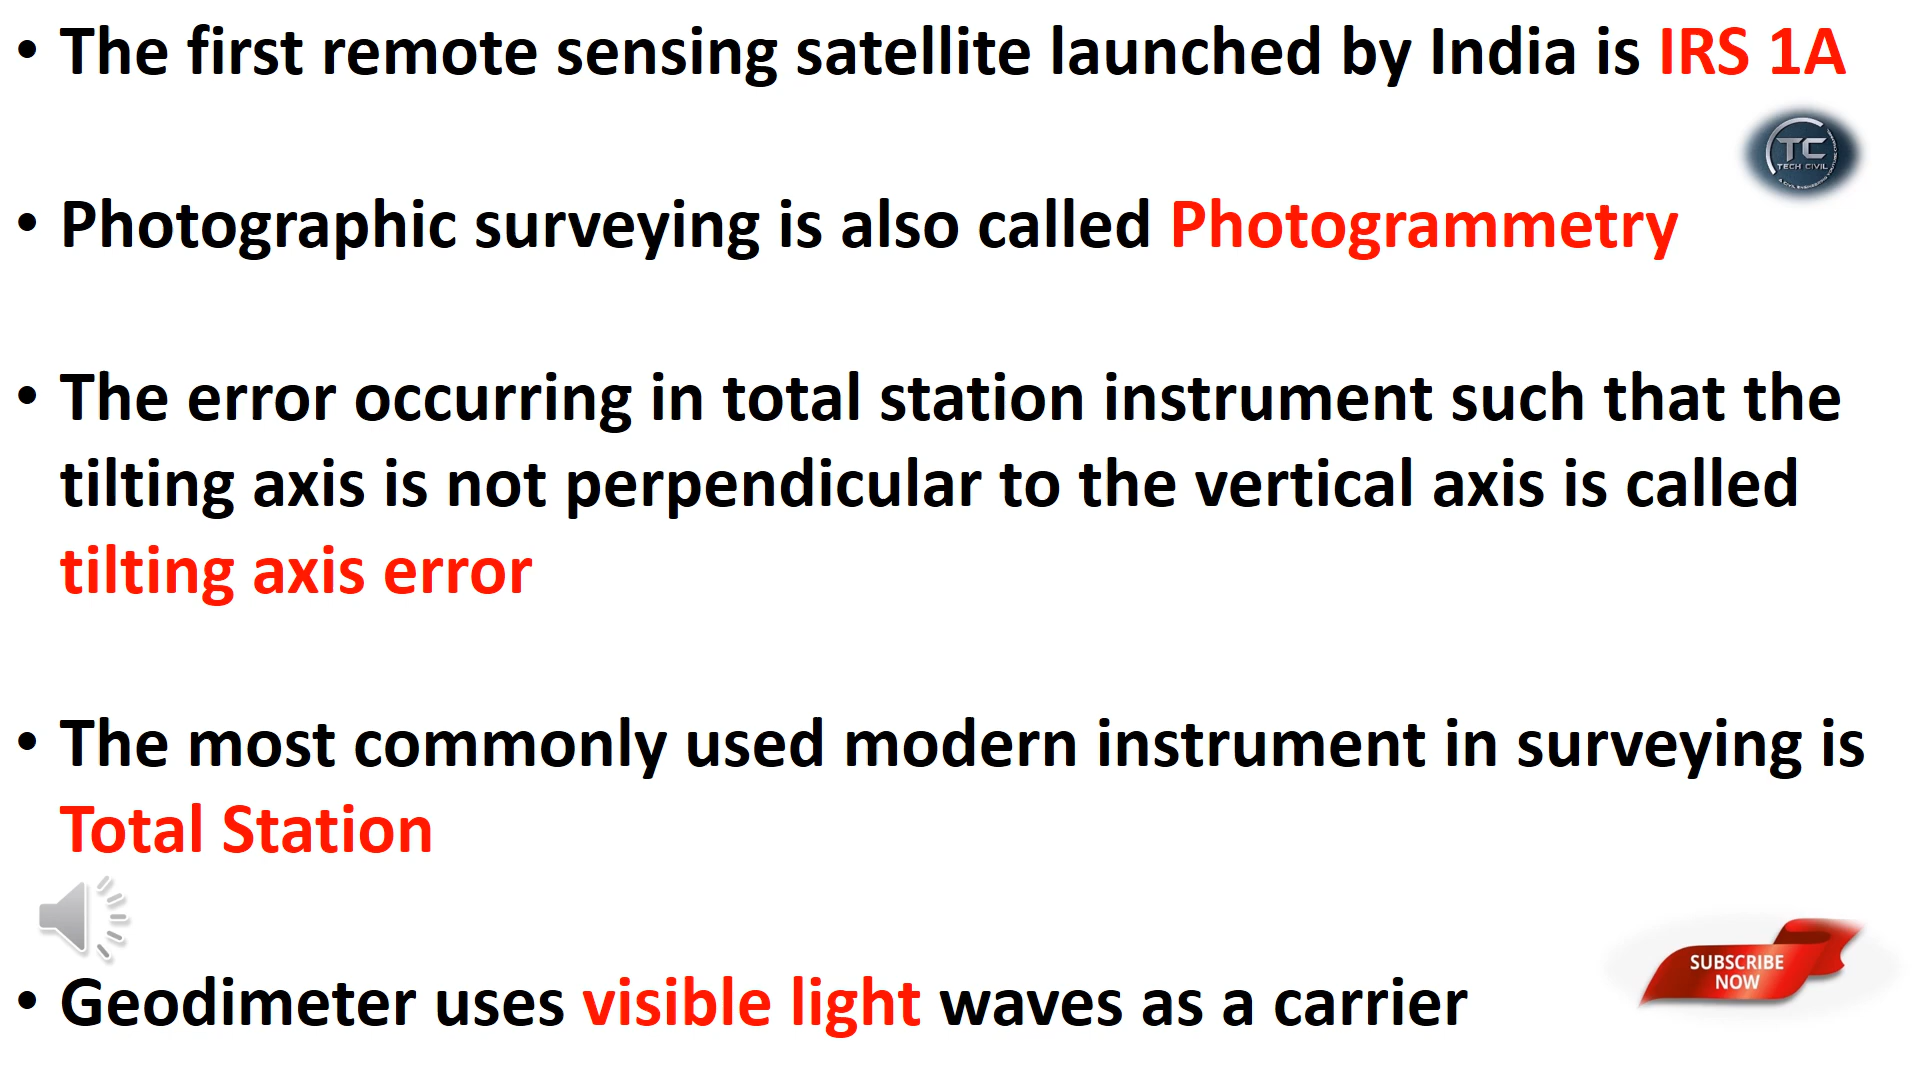 • The first remote sensing satellite launched by India is IRS 1A
TC
TECH CIVIL
• Photographic surveying is also called Photogrammetry
• The error occurring in total station instrument such that the
tilting axis is not perpendicular to the vertical axis is called
tilting axis error
• The most commonly used modern instrument in surveying is
Total Station
SUBSCRIBE
NOW
• Geodimeter uses visible light waves as a carrier